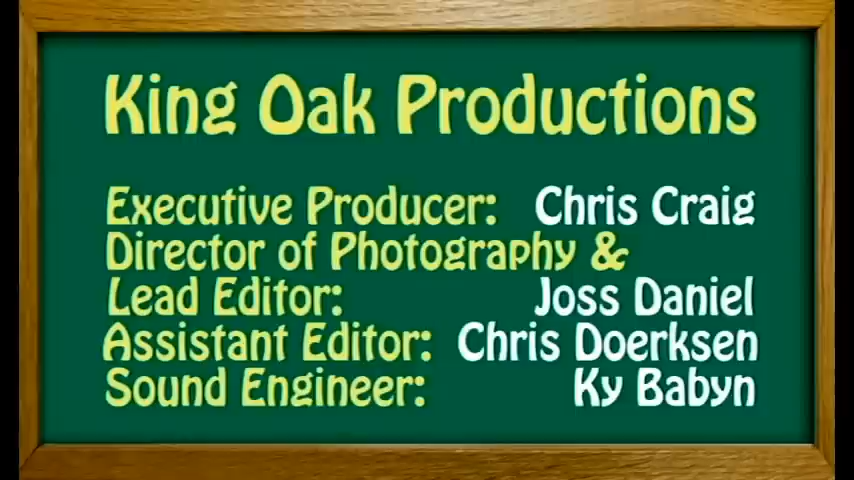 King Oak Productions
Executive Producer: Chris Craig
Director of Photography &
Lead Editor: Joss Daniel
Assistant Editor: Chris Doerksen
Sound Engineer: Ky Babyn